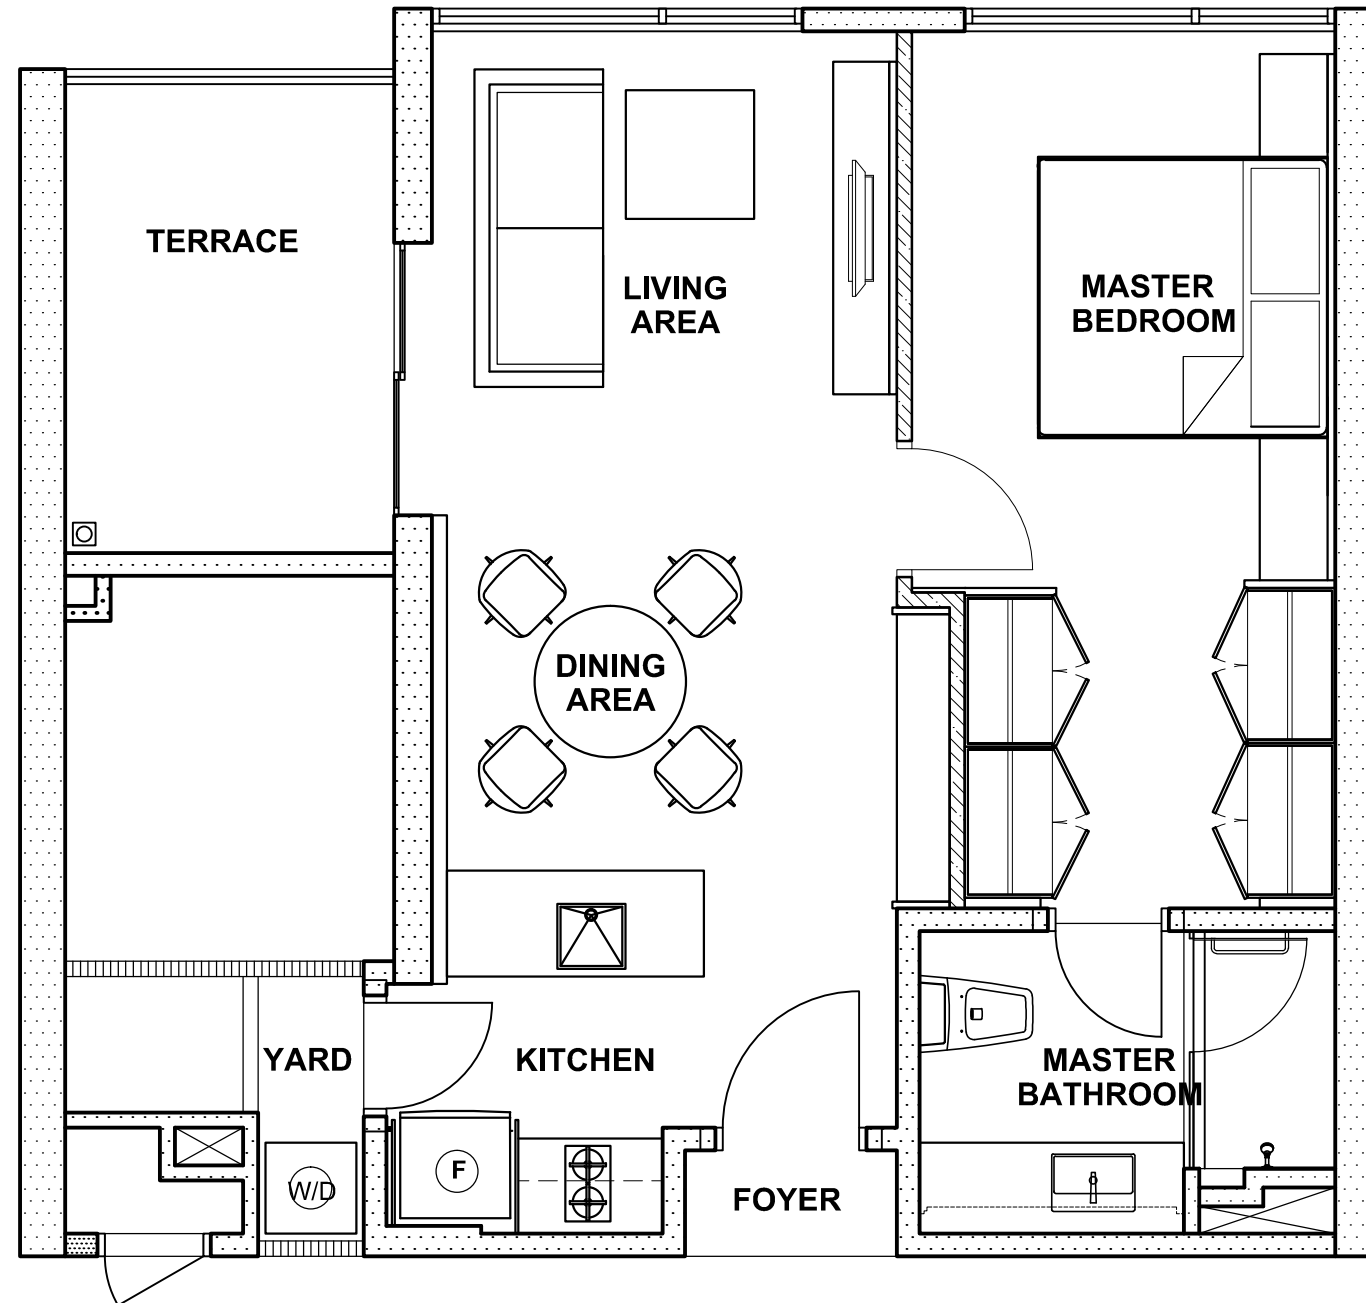 TERRACE
LIVING
AREA
MASTER
BEDROOM
DINING
AREA
YARD
KITCHEN
MASTER
BATHROOM
F
W/D
FOYER